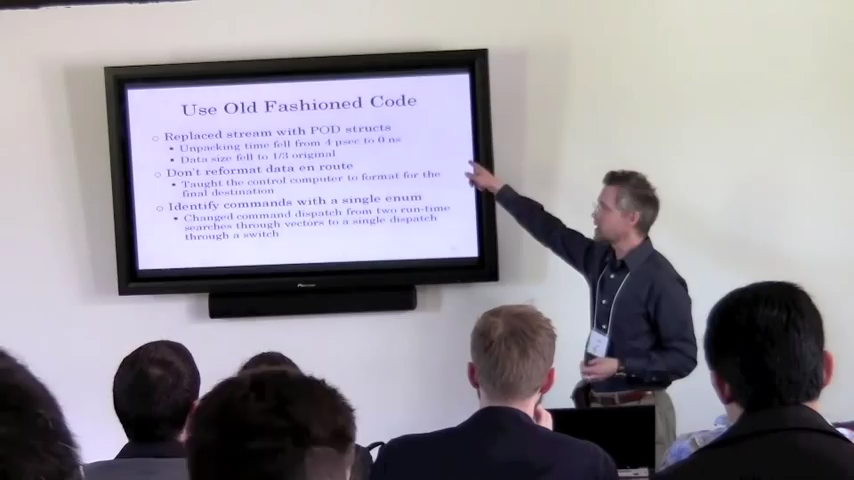 Use Old Fashioned Code
Replaced stream with POD structs
Unpacking time fell from 4 μsec to 0 ns
Data size fell to 1/3 original
Don't reformat data en route
Taught the control computer to format for the
final destination
Identify commands with a single enum
Changed command dispatch from two run-time
searches through vectors to a single dispatch
through a switch